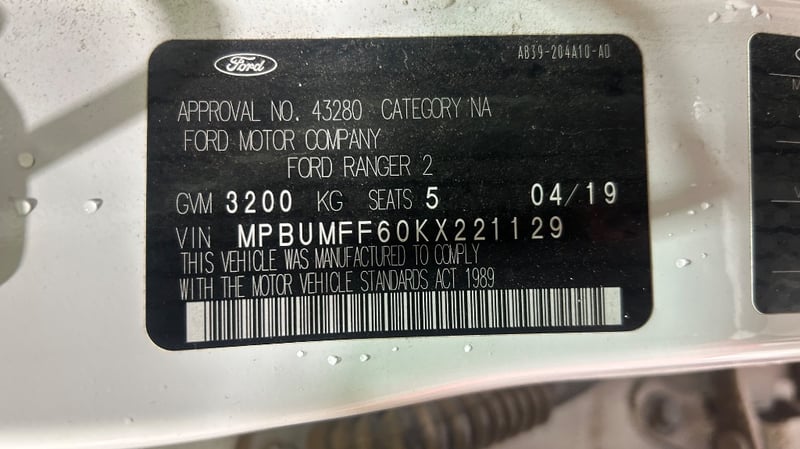 Ford
AB39-204A10-AD
APPROVAL NO. 43280 CATEGORY NA
FORD MOTOR COMPANY
FORD RANGER 2
GVM 3200 KG SEATS 5 04/19
VIN MPBUMFF60KX221129
THIS VEHICLE WAS MANUFACTURED TO COMPLY
WITH THE MOTOR VEHICLE STANDARDS ACT 1989